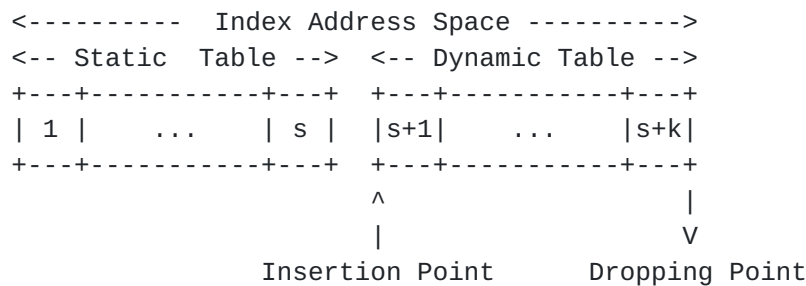 <----------  Index Address Space ---------->
<-- Static  Table -->  <-- Dynamic Table -->
+---+-----------+---+  +---+-----------+---+
| 1 |    ...    | s |  |s+1|    ...    |s+k|
+---+-----------+---+  +---+-----------+---+
                       ^                   |
                       |                   V
                Insertion Point      Dropping Point